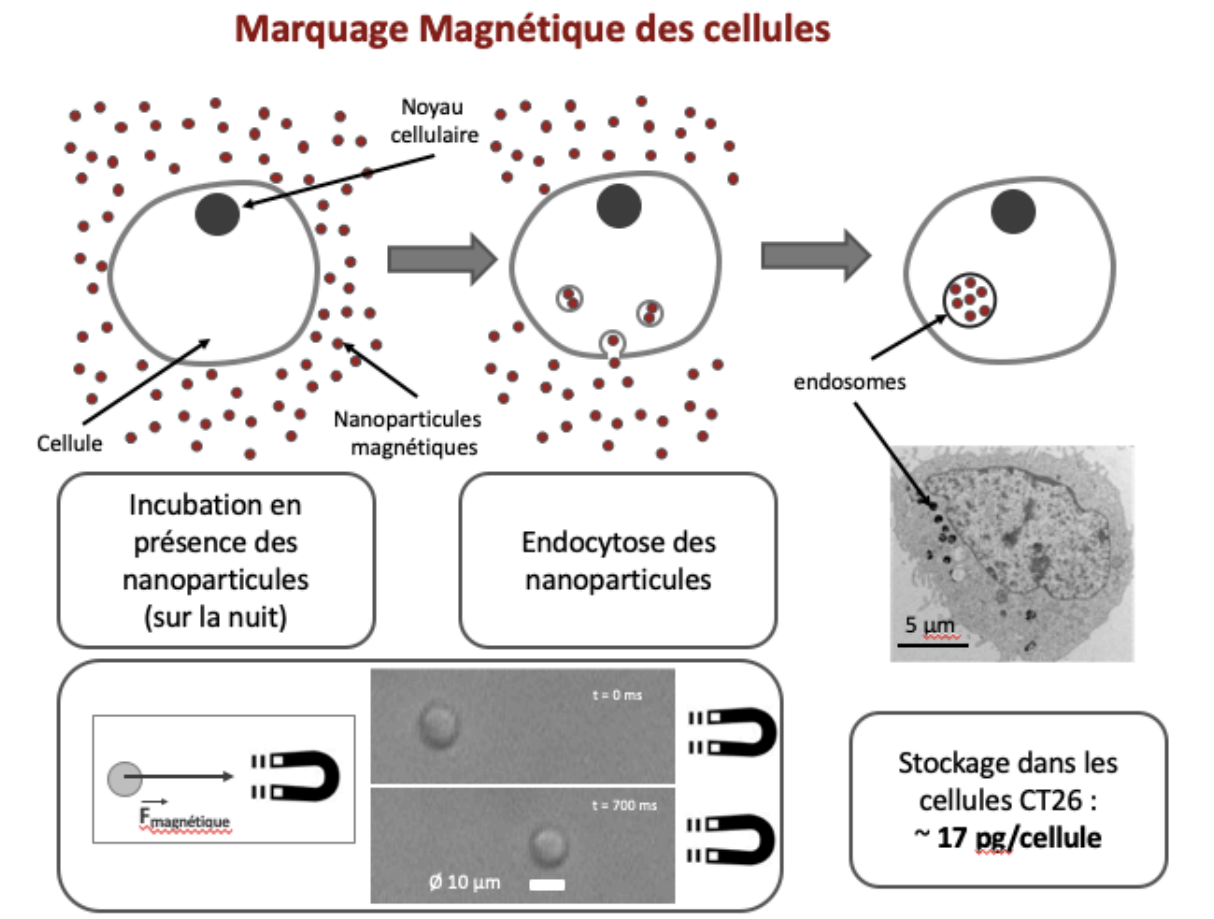 Marquage Magnétique des cellules
Noyau
cellulaire
Cellule
Nanoparticules
magnétiques
endosomes
Incubation en
présence des
nanoparticules
(sur la nuit)
Endocytose des
nanoparticules
5 µm
F magnétique
t = 0 ms
t = 700 ms
Ø 10 µm
Stockage dans les
cellules CT26 :
~ 17 pg/cellule